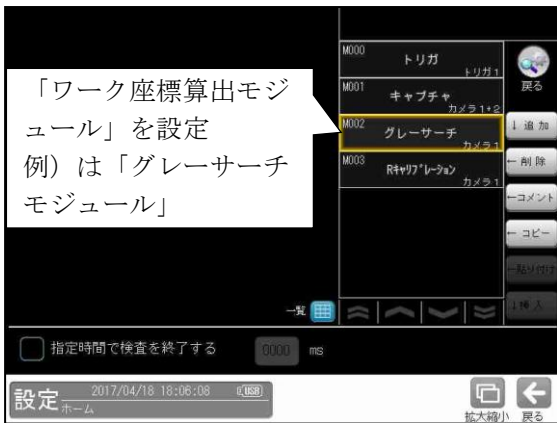 「ワーク座標算出モジ
ュール」を設定
例）は「グレーサーチ
モジュール」
M000
トリガ
トリガ1
M001
キャプチャ
カメラ1+2
M002
グレーサーチ
カメラ1
M003
Rｷｬﾘﾌﾞﾚｰｼｮﾝ
カメラ1
戻る
↓追加
←削除
←コメント
←コピー
←貼り付け
↓挿入
一覧
指定時間で検査を終了する
0000 ms
設定
2017/04/18 18:06:08
USB
ホーム
拡大縮小
戻る